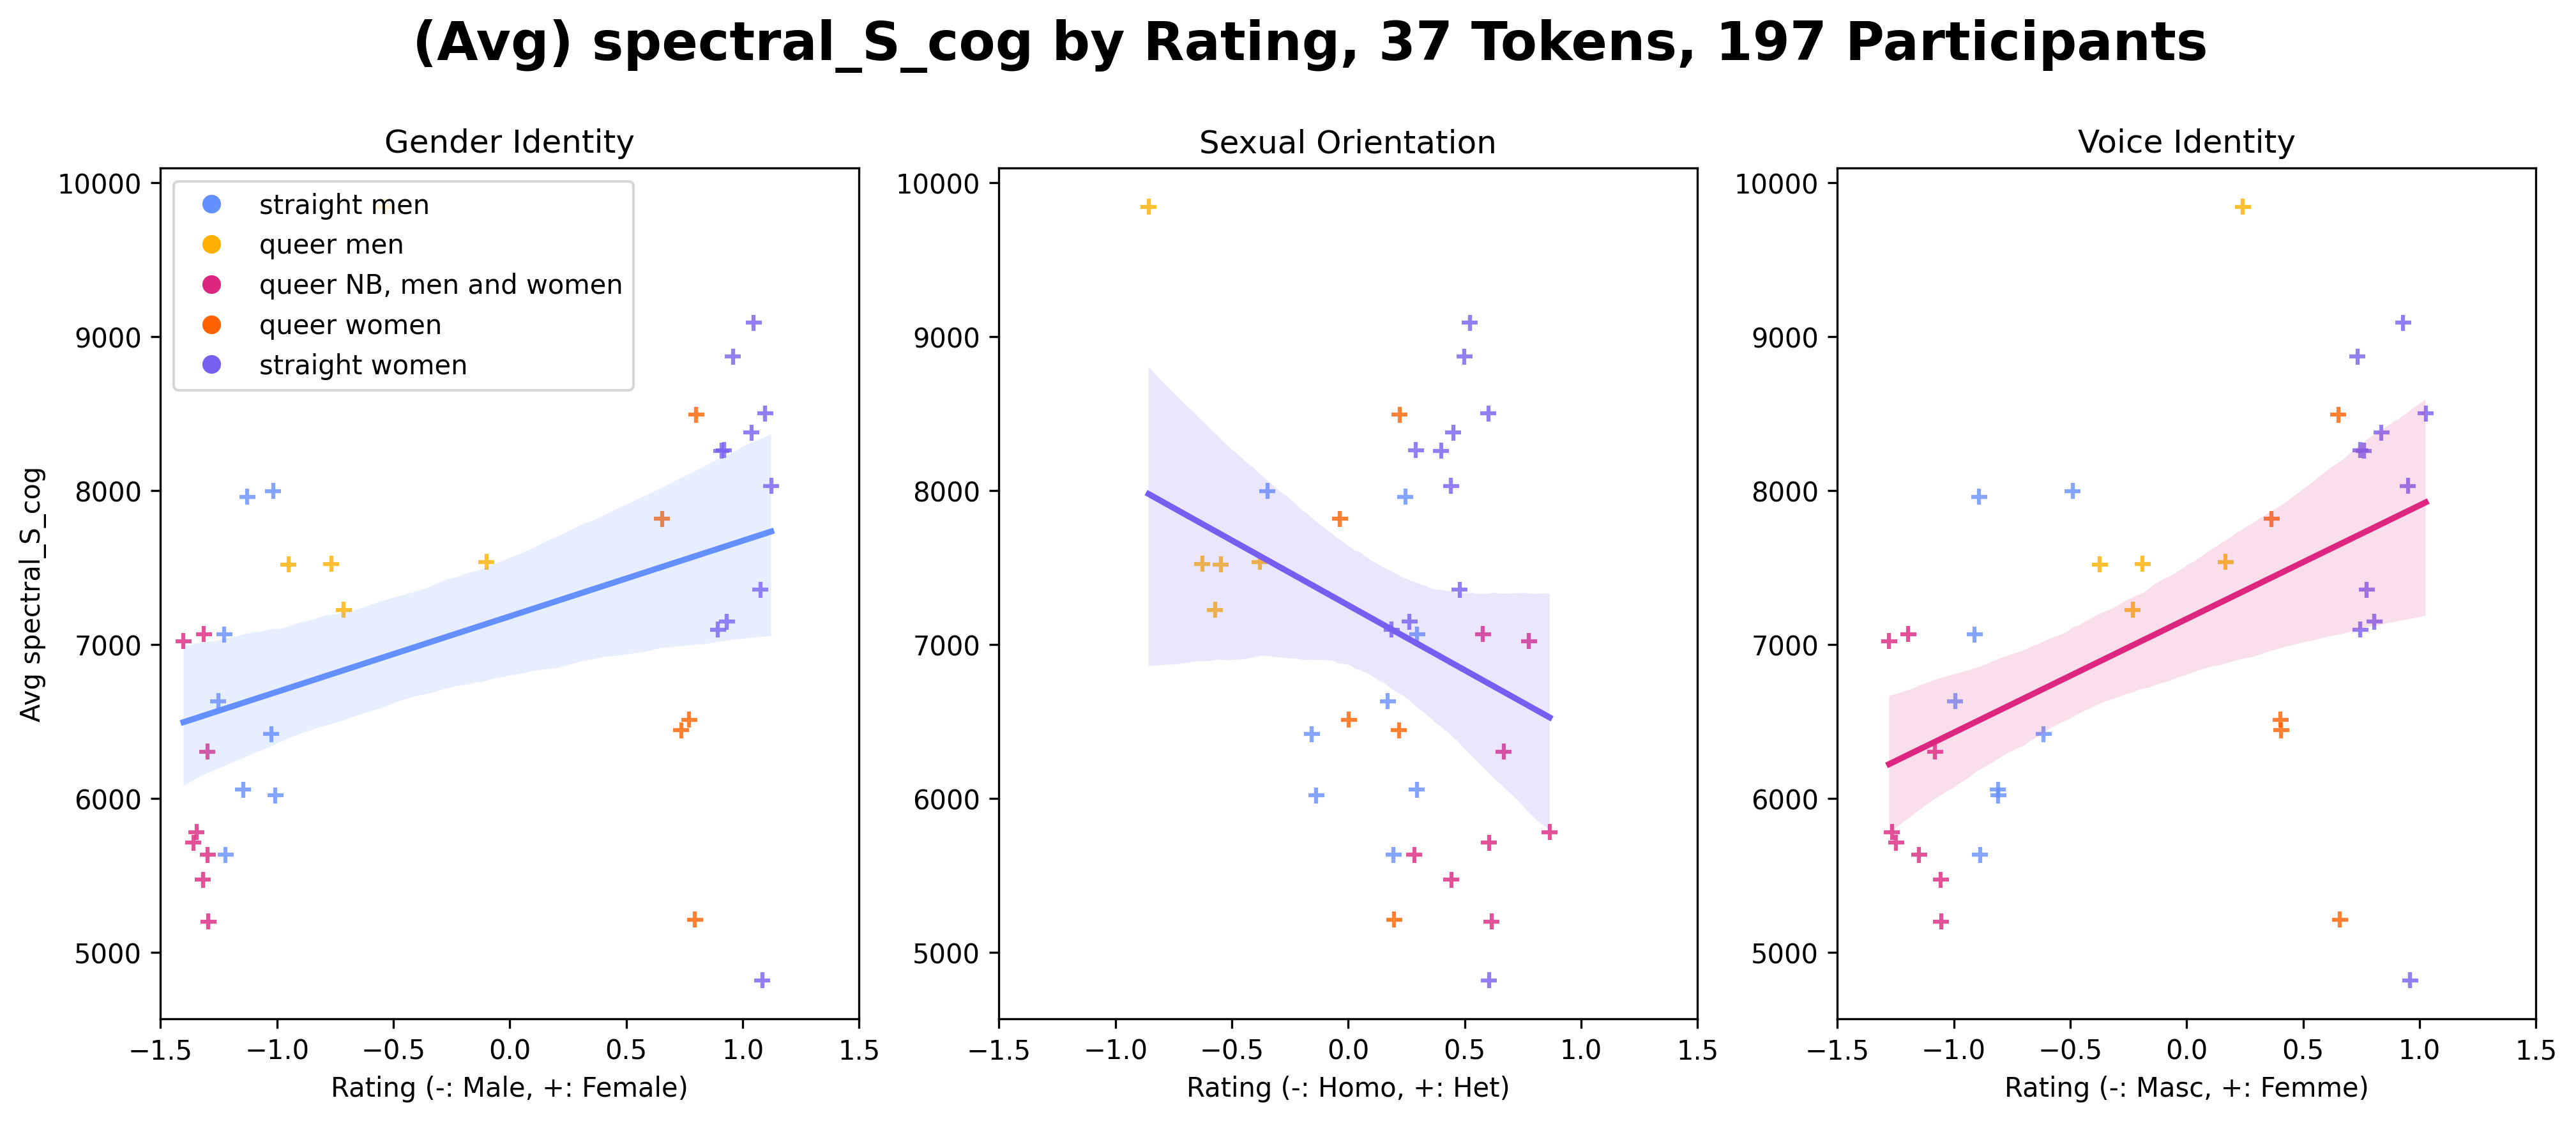 (Avg) spectral_S_cog by Rating, 37 Tokens, 197 Participants
Gender Identity
Sexual Orientation
Voice Identity
10000
9000
8000
7000
6000
5000
Avg spectral_S_cog
straight men
queer men
queer NB, men and women
queer women
straight women
−1.5 −1.0 −0.5 0.0 0.5 1.0 1.5
Rating (-: Male, +: Female)
10000
9000
8000
7000
6000
5000
−1.5 −1.0 −0.5 0.0 0.5 1.0 1.5
Rating (-: Homo, +: Het)
10000
9000
8000
7000
6000
5000
−1.5 −1.0 −0.5 0.0 0.5 1.0 1.5
Rating (-: Masc, +: Femme)